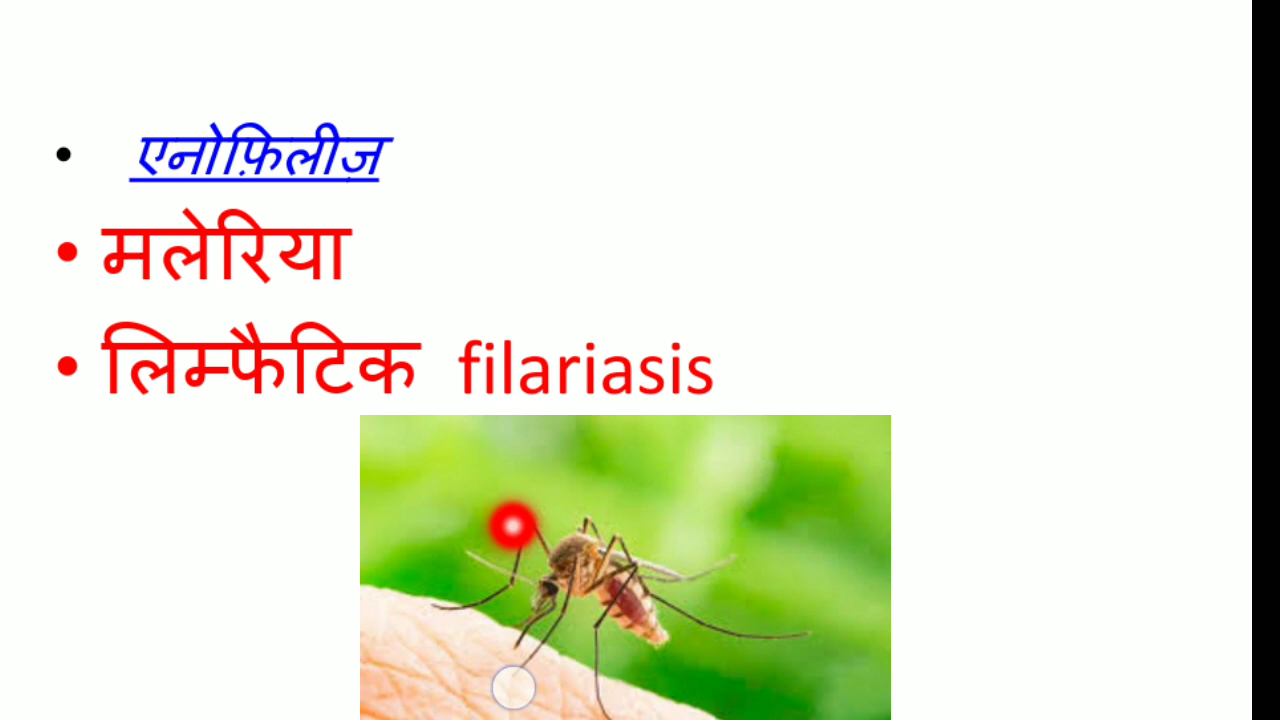 • एनोफ़िलीज़
• मलेरिया
• लिम्फैटिक filariasis